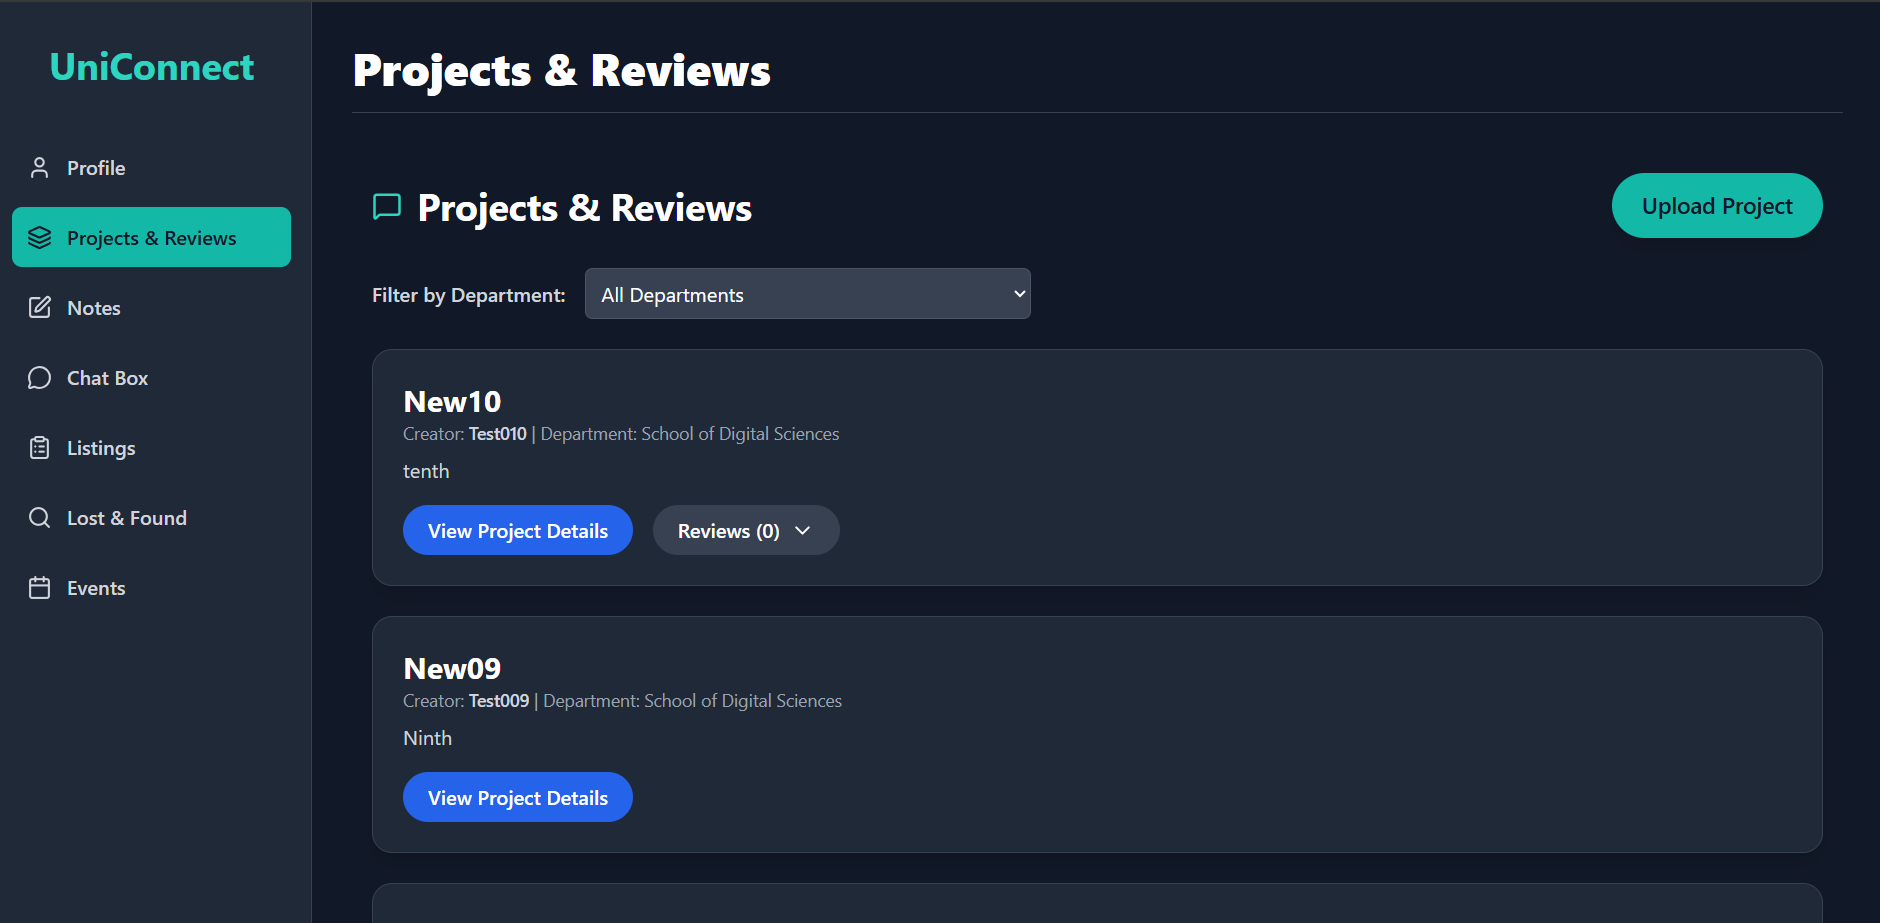 UniConnect
Profile
Projects & Reviews
Notes
Chat Box
Listings
Lost & Found
Events
Projects & Reviews
Projects & Reviews
Upload Project
Filter by Department: All Departments
New10
Creator: Test010 | Department: School of Digital Sciences
tenth
View Project Details Reviews (0)
New09
Creator: Test009 | Department: School of Digital Sciences
Ninth
View Project Details